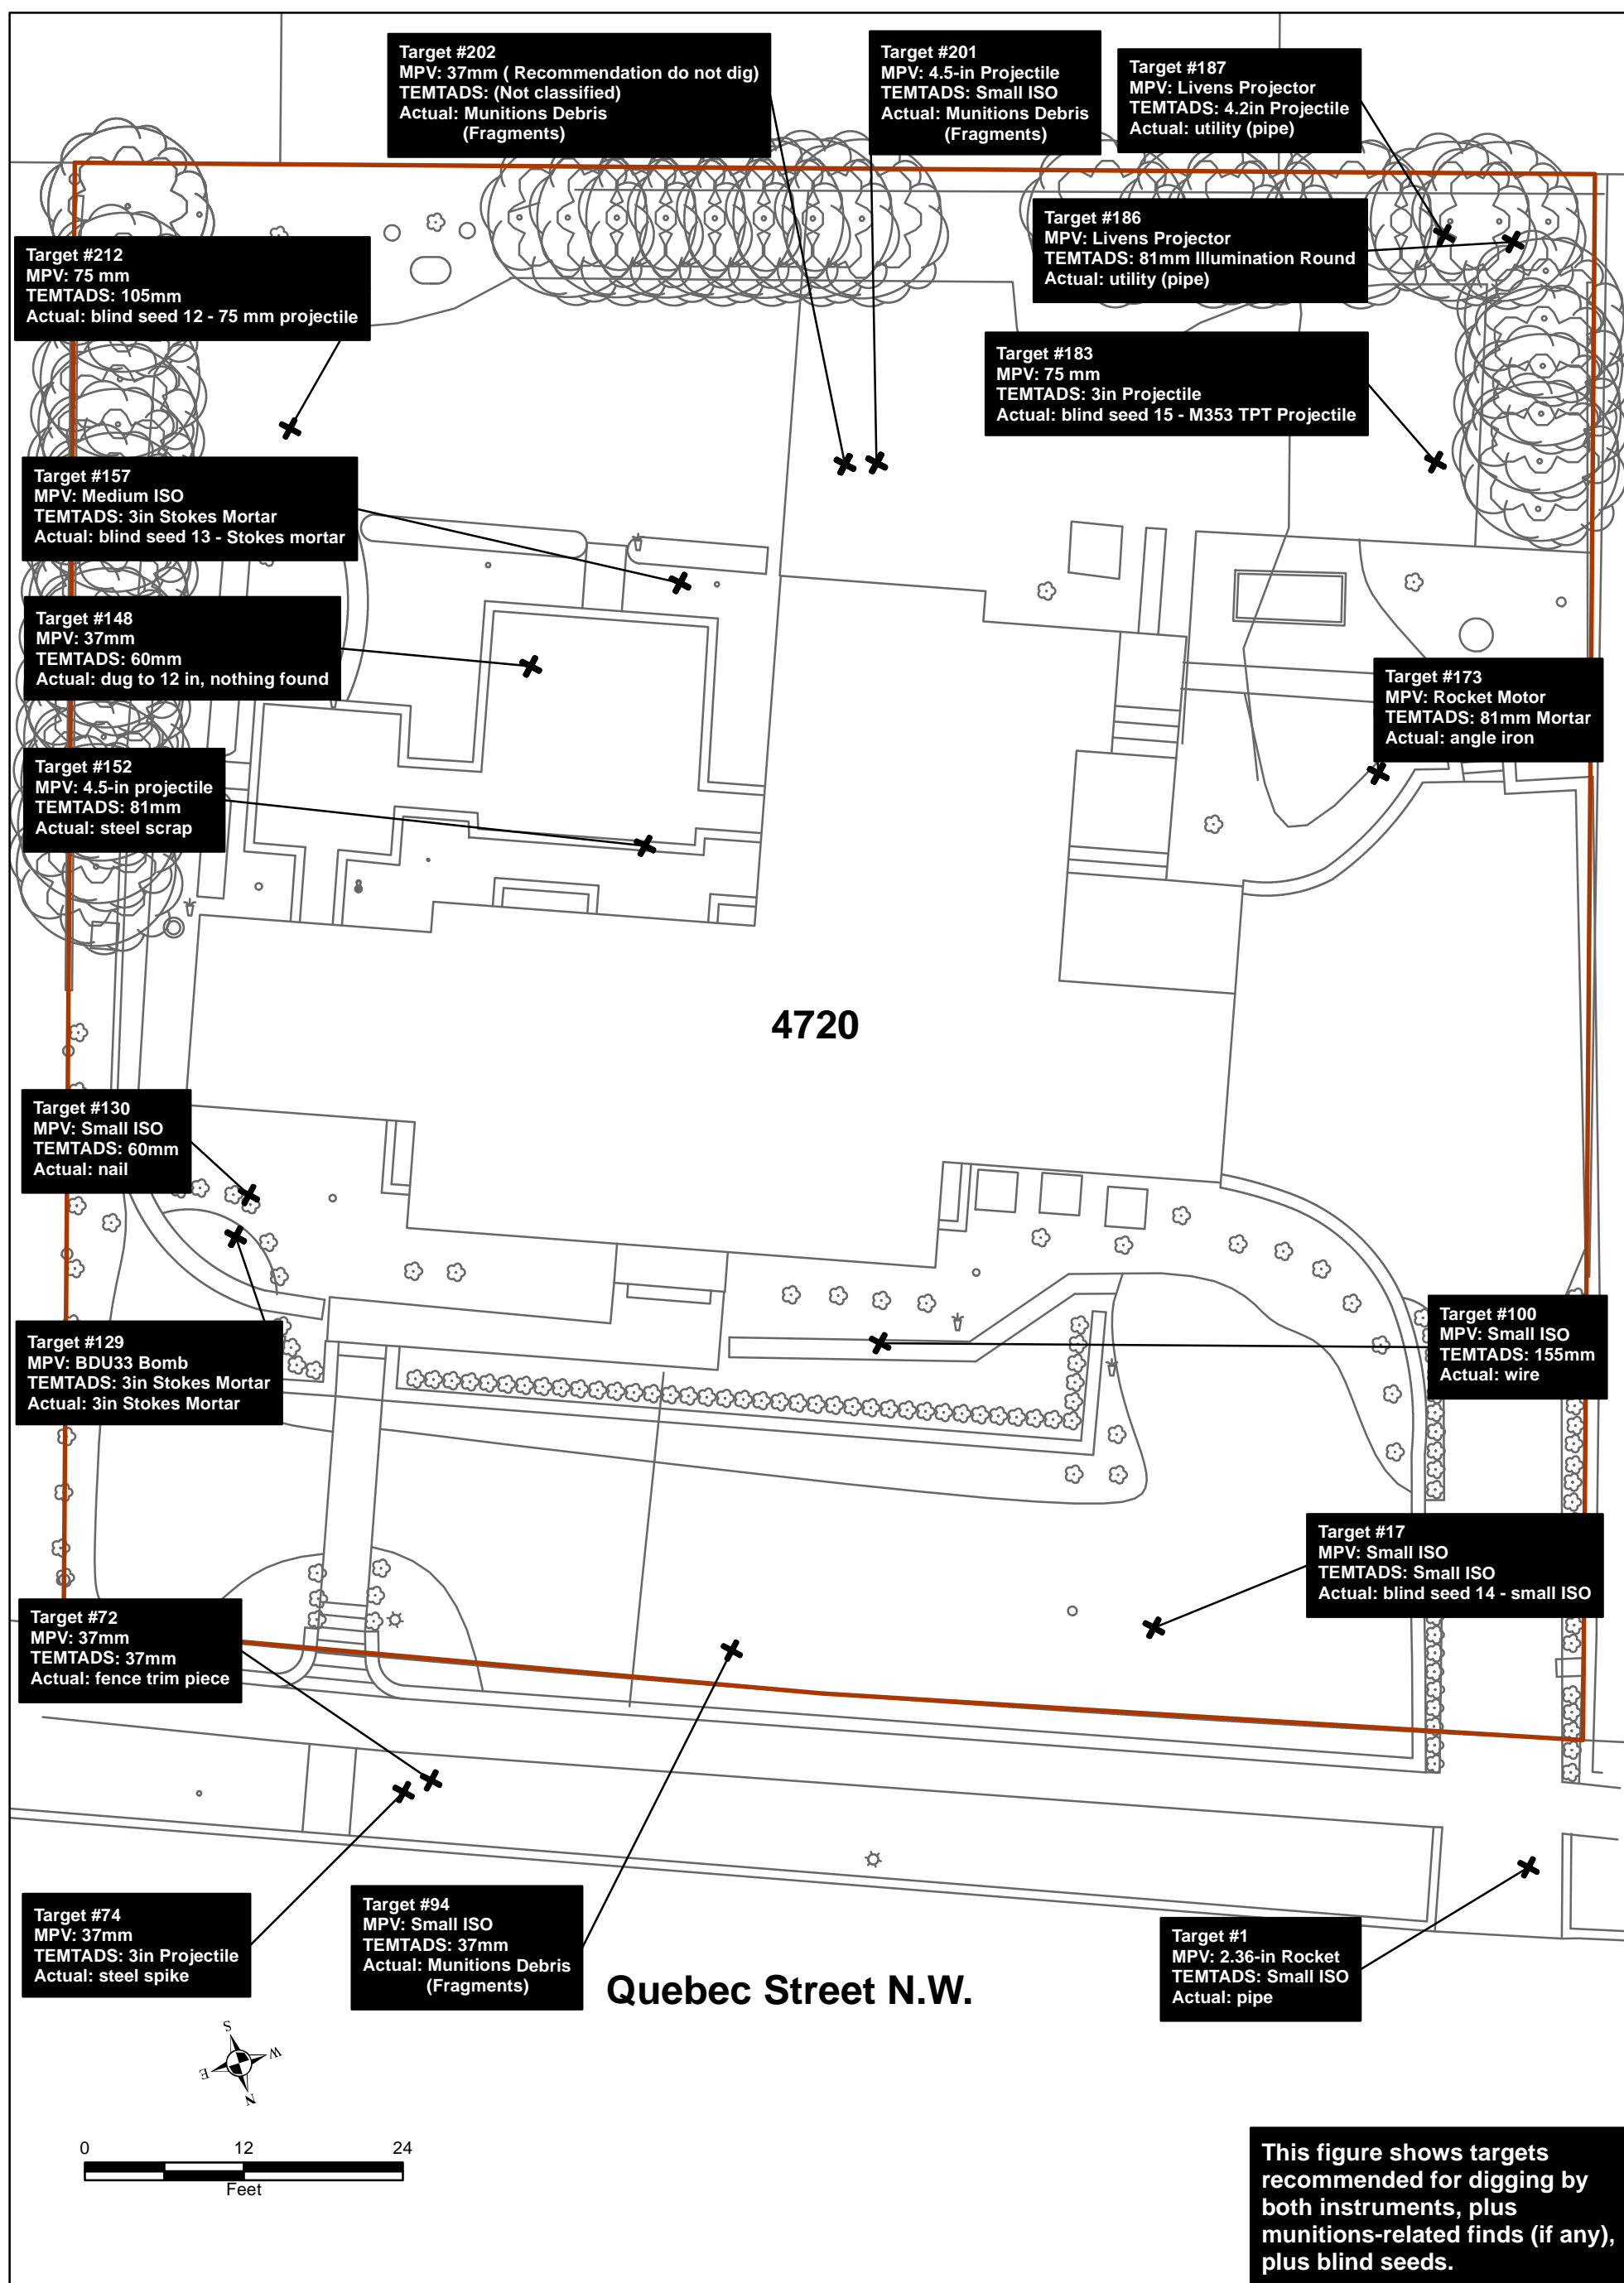 Target #202
MPV: 37mm ( Recommendation do not dig)
TEMTADS: (Not classified)
Actual: Munitions Debris
(Fragments)
Target #201
MPV: 4.5-in Projectile
TEMTADS: Small ISO
Actual: Munitions Debris
(Fragments)
Target #187
MPV: Livens Projector
TEMTADS: 4.2in Projectile
Actual: utility (pipe)
Target #186
MPV: Livens Projector
TEMTADS: 81mm Illumination Round
Actual: utility (pipe)
Target #212
MPV: 75 mm
TEMTADS: 105mm
Actual: blind seed 12 - 75 mm projectile
Target #183
MPV: 75 mm
TEMTADS: 3in Projectile
Actual: blind seed 15 - M353 TPT Projectile
Target #157
MPV: Medium ISO
TEMTADS: 3in Stokes Mortar
Actual: blind seed 13 - Stokes mortar
Target #148
MPV: 37mm
TEMTADS: 60mm
Actual: dug to 12 in, nothing found
Target #173
MPV: Rocket Motor
TEMTADS: 81mm Mortar
Actual: angle iron
Target #152
MPV: 4.5-in projectile
TEMTADS: 81mm
Actual: steel scrap
4720
Target #130
MPV: Small ISO
TEMTADS: 60mm
Actual: nail
Target #129
MPV: BDU33 Bomb
TEMTADS: 3in Stokes Mortar
Actual: 3in Stokes Mortar
Target #100
MPV: Small ISO
TEMTADS: 155mm
Actual: wire
Target #17
MPV: Small ISO
TEMTADS: Small ISO
Actual: blind seed 14 - small ISO
Target #72
MPV: 37mm
TEMTADS: 37mm
Actual: fence trim piece
Target #74
MPV: 37mm
TEMTADS: 3in Projectile
Actual: steel spike
Target #94
MPV: Small ISO
TEMTADS: 37mm
Actual: Munitions Debris
(Fragments)
Target #1
MPV: 2.36-in Rocket
TEMTADS: Small ISO
Actual: pipe
Quebec Street N.W.
S
W
E
N
0 12 24
Feet
This figure shows targets
recommended for digging by
both instruments, plus
munitions-related finds (if any),
plus blind seeds.